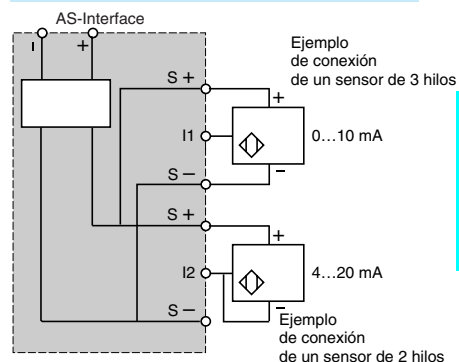 AS-Interface
– +
Ejemplo
de conexión
de un sensor de 3 hilos
S +
+
I1
0...10 mA
S –
–
S +
+
I2
4...20 mA
S –
–
Ejemplo
de conexión
de un sensor de 2 hilos